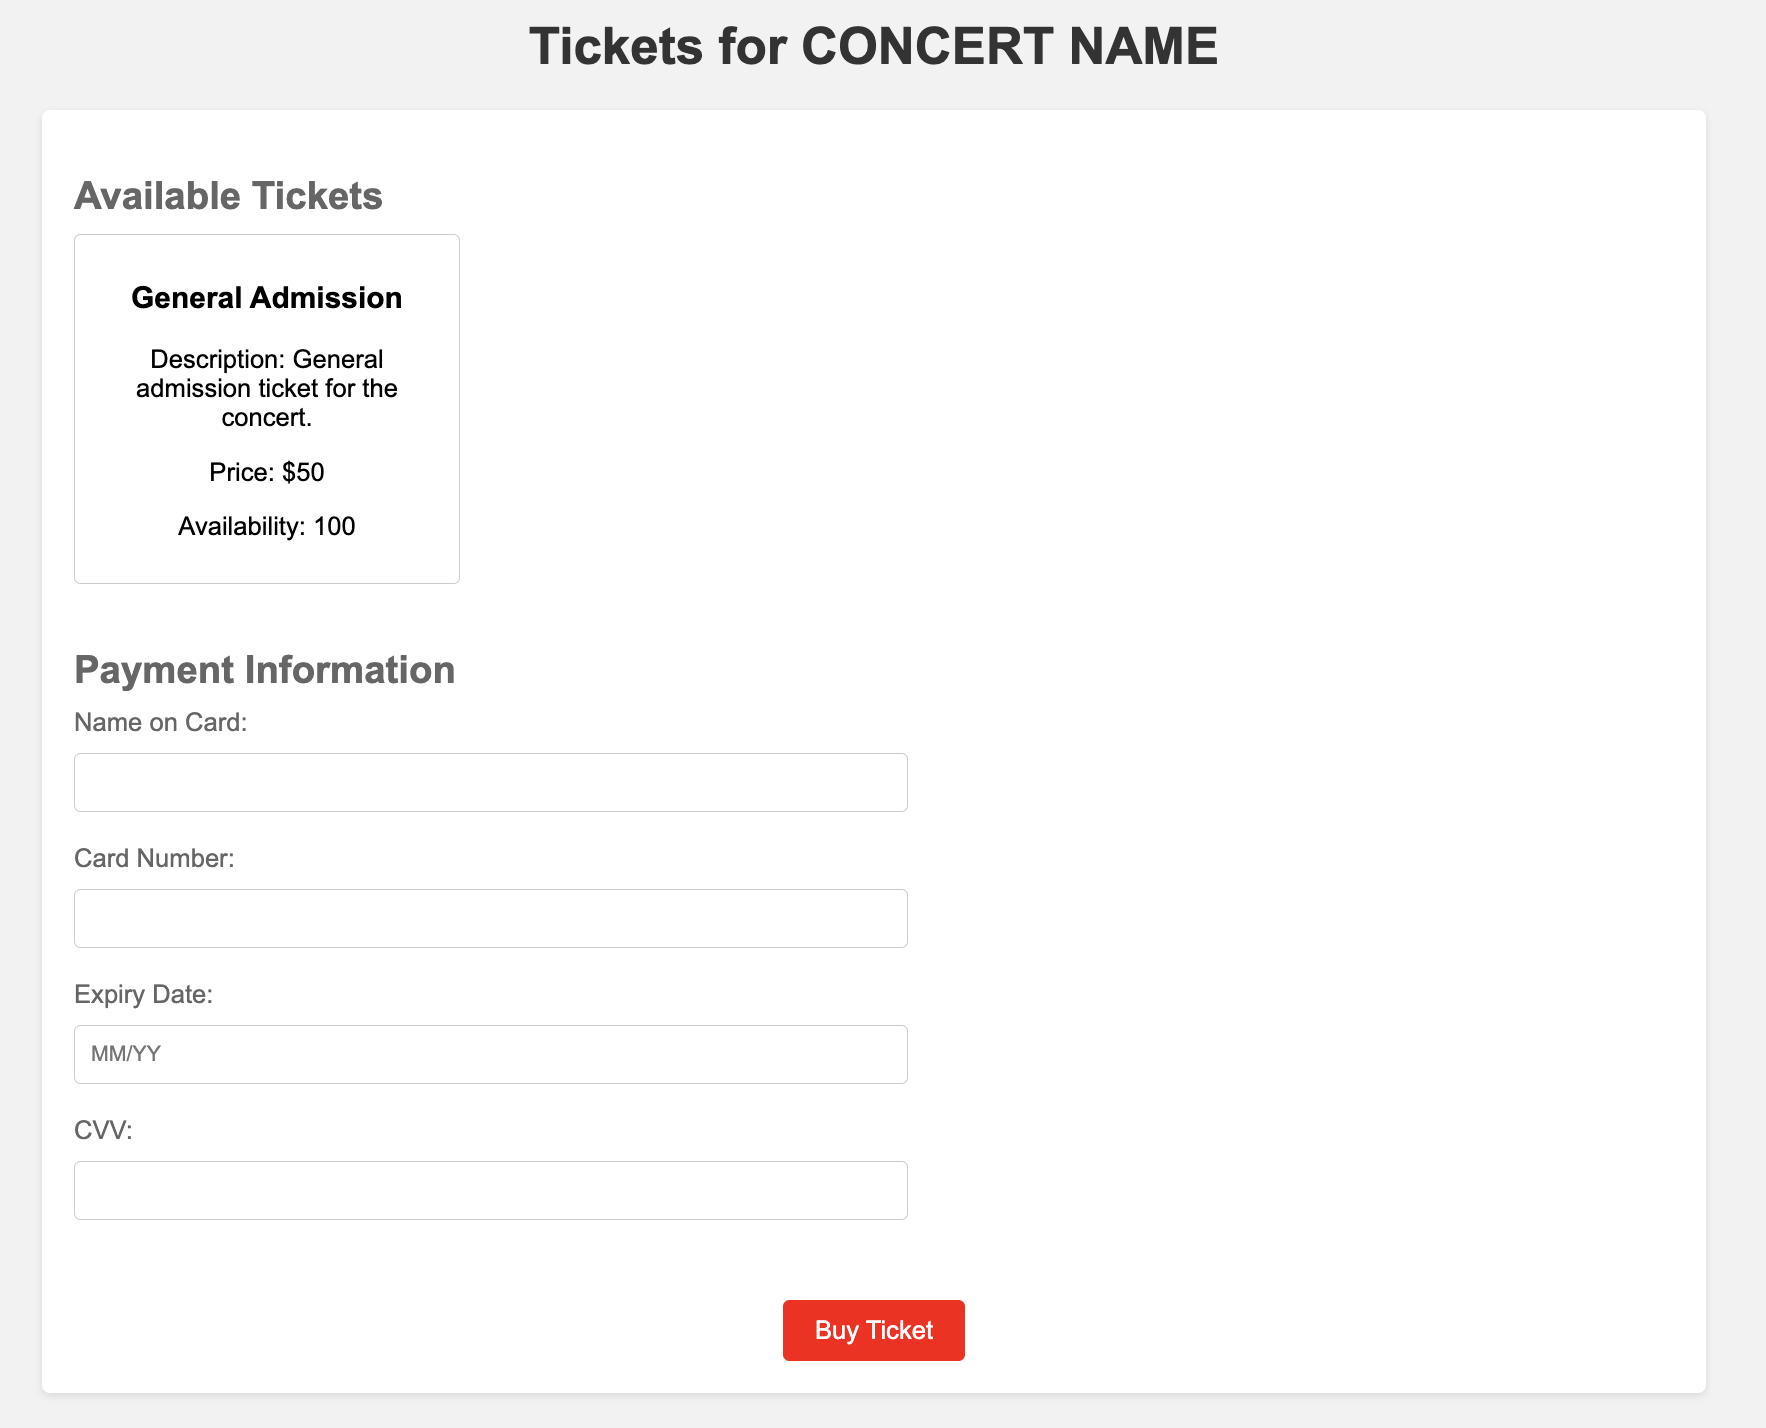 Tickets for CONCERT NAME
Available Tickets
General Admission
Description: General
admission ticket for the
concert.
Price: $50
Availability: 100
Payment Information
Name on Card:
Card Number:
Expiry Date:
MM/YY
CVV:
Buy Ticket